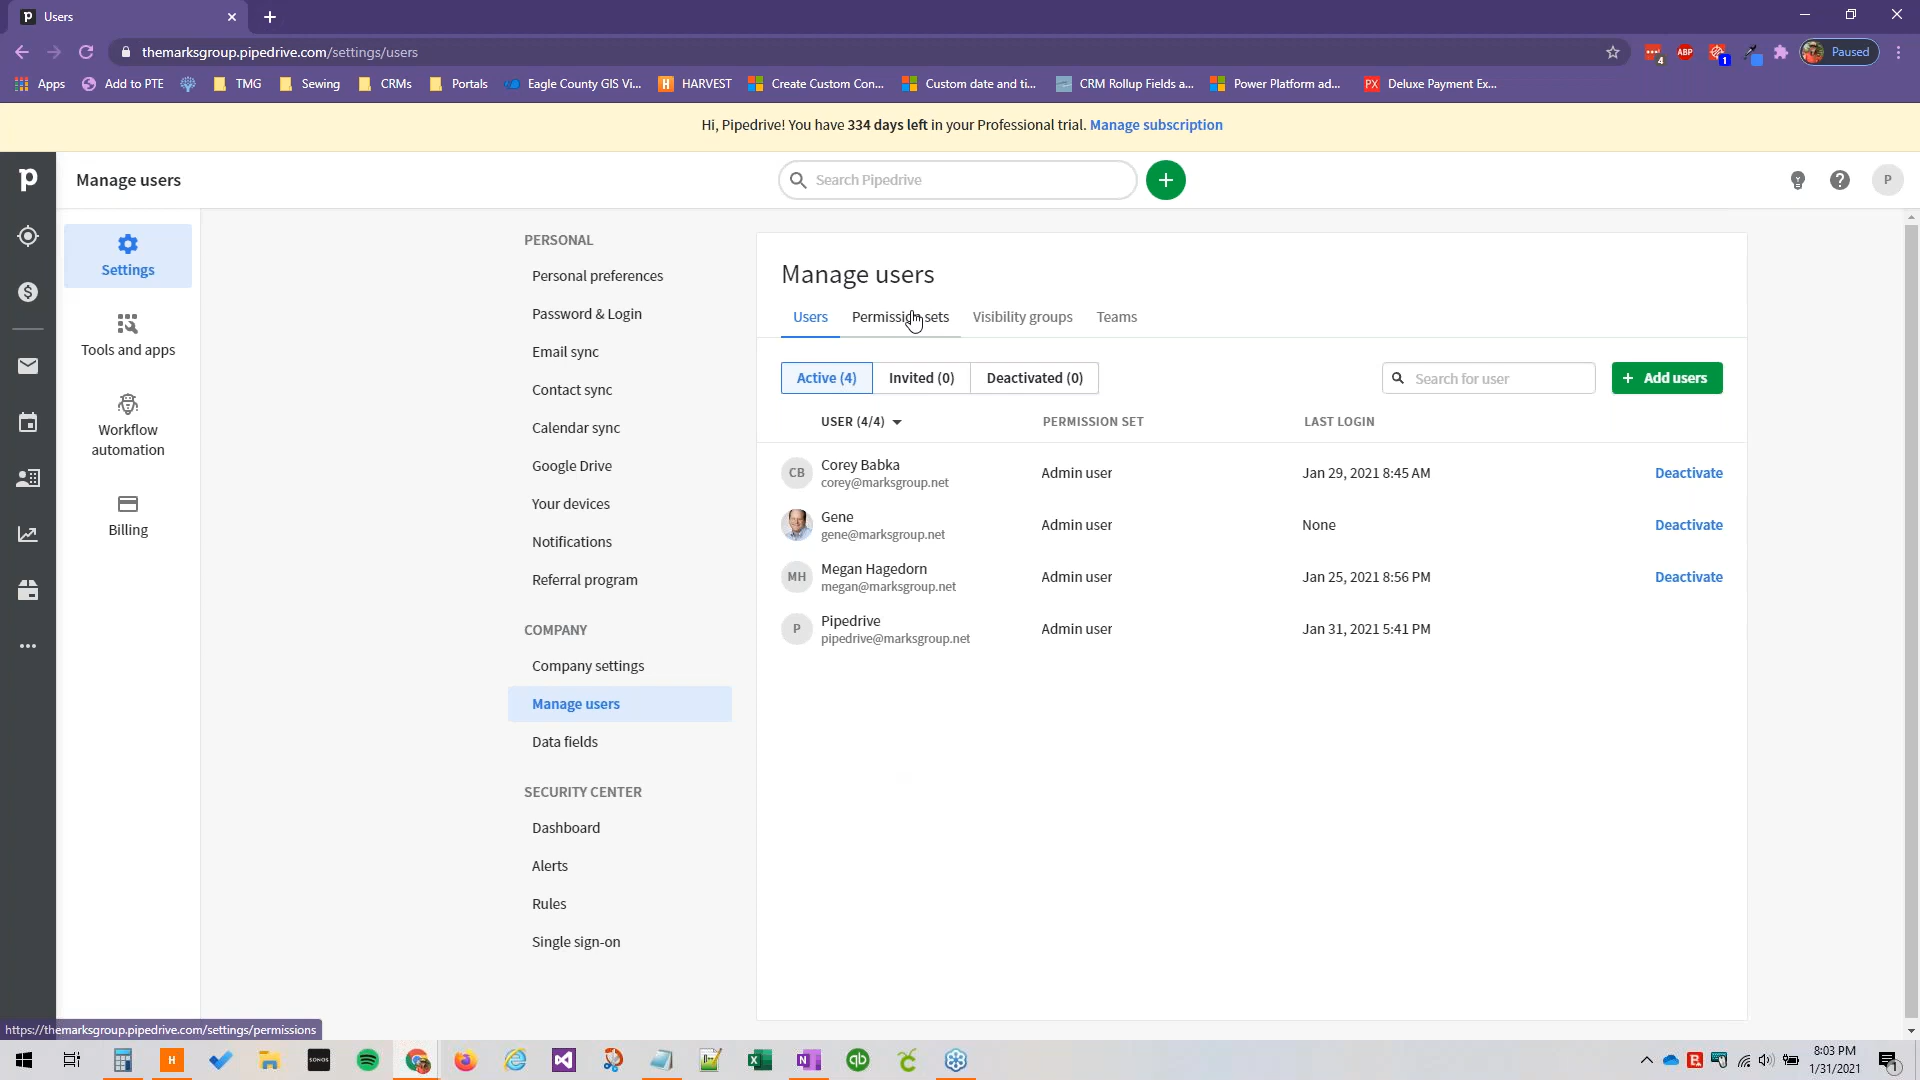 Users
themarksgroup.pipedrive.com/settings/users
4
ABP
1
Paused
Apps
Add to PTE
TMG
Sewing
CRMs
Portals
Eagle County GIS Vi...
H HARVEST
Create Custom Con...
Custom date and ti...
CRM Rollup Fields a...
Power Platform ad...
PX Deluxe Payment Ex...
Hi, Pipedrive! You have 334 days left in your Professional trial. Manage subscription
Manage users
Search Pipedrive
P
Settings
Tools and apps
Workflow
automation
Billing
PERSONAL
Personal preferences
Password & Login
Email sync
Contact sync
Calendar sync
Google Drive
Your devices
Notifications
Referral program
COMPANY
Company settings
Manage users
Data fields
SECURITY CENTER
Dashboard
Alerts
Rules
Single sign-on
Manage users
Users
Permission sets
Visibility groups
Teams
Active (4)
Invited (0)
Deactivated (0)
Search for user
+ Add users
USER (4/4)
PERMISSION SET
LAST LOGIN
CB
Corey Babka
corey@marksgroup.net
Admin user
Jan 29, 2021 8:45 AM
Deactivate
Gene
gene@marksgroup.net
Admin user
None
Deactivate
MH
Megan Hagedorn
megan@marksgroup.net
Admin user
Jan 25, 2021 8:56 PM
Deactivate
P
Pipedrive
pipedrive@marksgroup.net
Admin user
Jan 31, 2021 5:41 PM
https://themarksgroup.pipedrive.com/settings/permissions
H
SONOS
N
qb
8:03 PM
1/31/2021
1